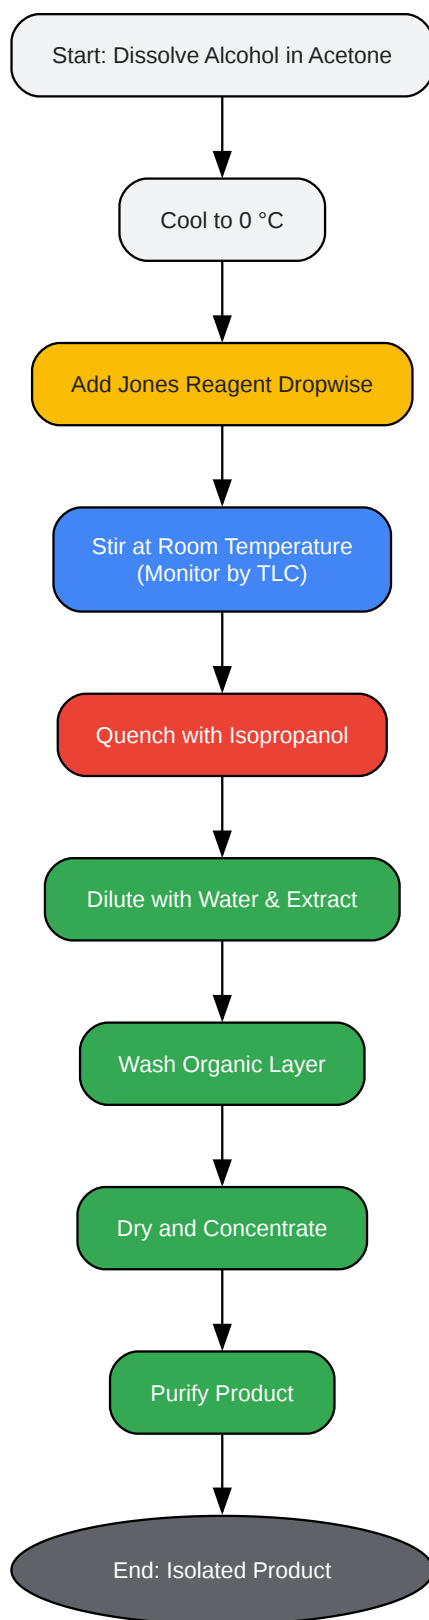 Start: Dissolve Alcohol in Acetone
Cool to 0 °C
Add Jones Reagent Dropwise
Stir at Room Temperature
(Monitor by TLC)
Quench with Isopropanol
Dilute with Water & Extract
Wash Organic Layer
Dry and Concentrate
Purify Product
End: Isolated Product